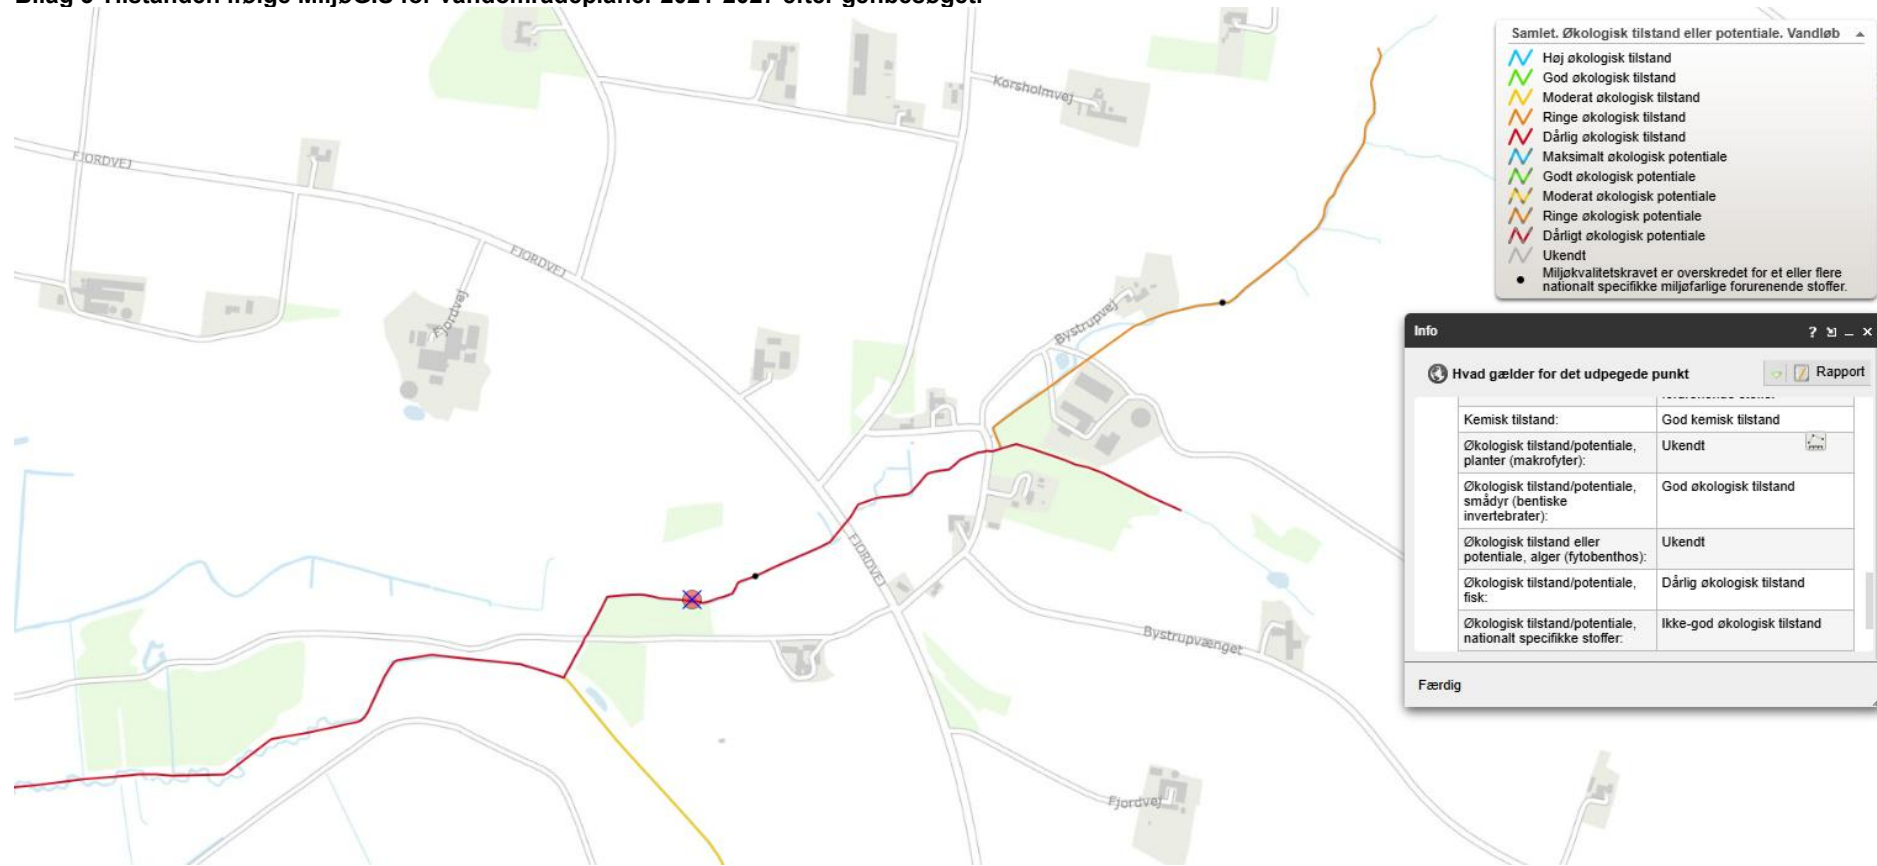 Samlet. Økologisk tilstand eller potentiale. Vandløb
Høj økologisk tilstand
God økologisk tilstand
Moderat økologisk tilstand
Ringe økologisk tilstand
Dårlig økologisk tilstand
Maksimalt økologisk potentiale
Godt økologisk potentiale
Moderat økologisk potentiale
Ringe økologisk potentiale
Dårligt økologisk potentiale
Ukendt
Miljøkvalitetskravet er overskredet for et eller flere
nationalt specifikke miljøfarlige forurenende stoffer.
Korsholmvej
FJORDVEJ
FJORDVEJ
Fjordvej
Bystrupvej
FJORDVEJ
Bystrupvænget
Fjordvej
Info
Hvad gælder for det udpegede punkt
Rapport
Kemisk tilstand: God kemisk tilstand
Økologisk tilstand/potentiale, Ukendt
planter (makrofyter):
Økologisk tilstand/potentiale, God økologisk tilstand
smådyr (bentiske
invertebrater):
Økologisk tilstand eller Ukendt
potentiale, alger (fytobenthos):
Økologisk tilstand/potentiale, Dårlig økologisk tilstand
fisk:
Økologisk tilstand/potentiale, Ikke-god økologisk tilstand
nationalt specifikke stoffer:
Færdig